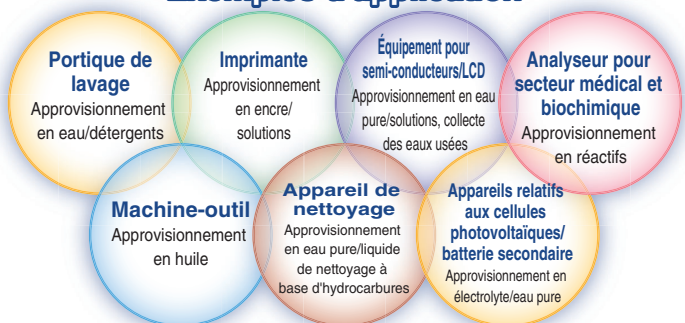 Exemples d'application
Portique de
lavage
Approvisionnement
en eau/détergents
Imprimante
Approvisionnement
en encre/
solutions
Équipement pour
semi-conducteurs/LCD
Approvisionnement en eau
pure/solutions, collecte
des eaux usées
Analyseur pour
secteur médical et
biochimique
Approvisionnement
en réactifs
Machine-outil
Approvisionnement
en huile
Appareil de
nettoyage
Approvisionnement
en eau pure/liquide
de nettoyage à
base d'hydrocarbures
Appareils relatifs
aux cellules
photovoltaïques/
batterie secondaire
Approvisionnement en
électrolyte/eau pure